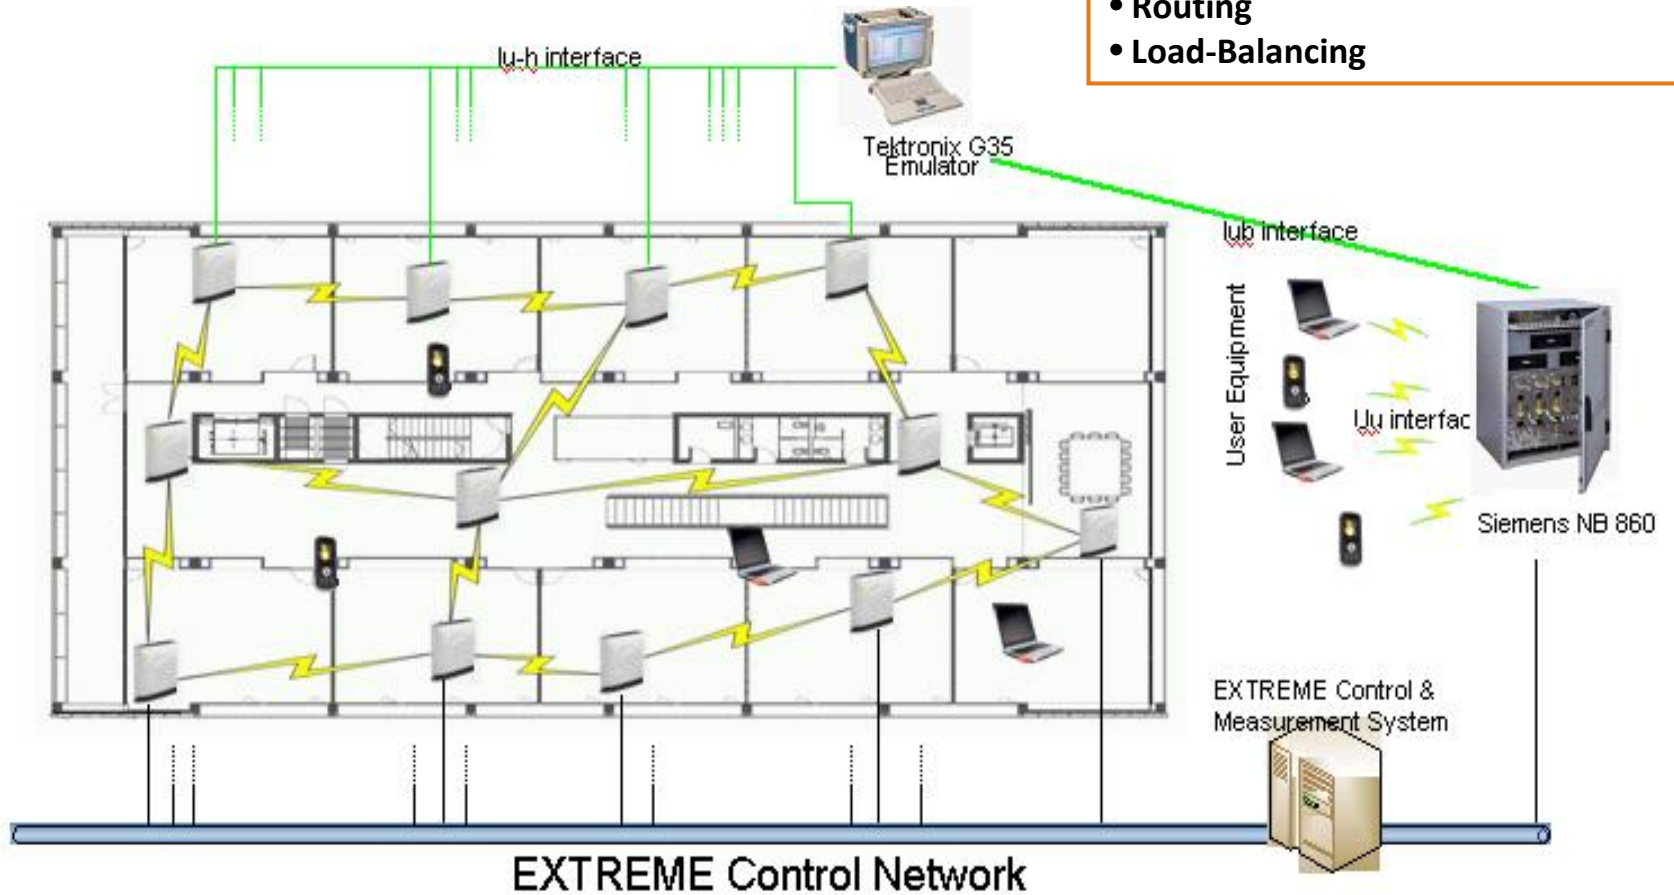 • Routing
• Load-Balancing
Iu-h interface
Tektronix G35
Emulator
Iub interface
User Equipment
Uu interfac
Siemens NB 860
EXTREME Control &
Measurement System
EXTREME Control Network